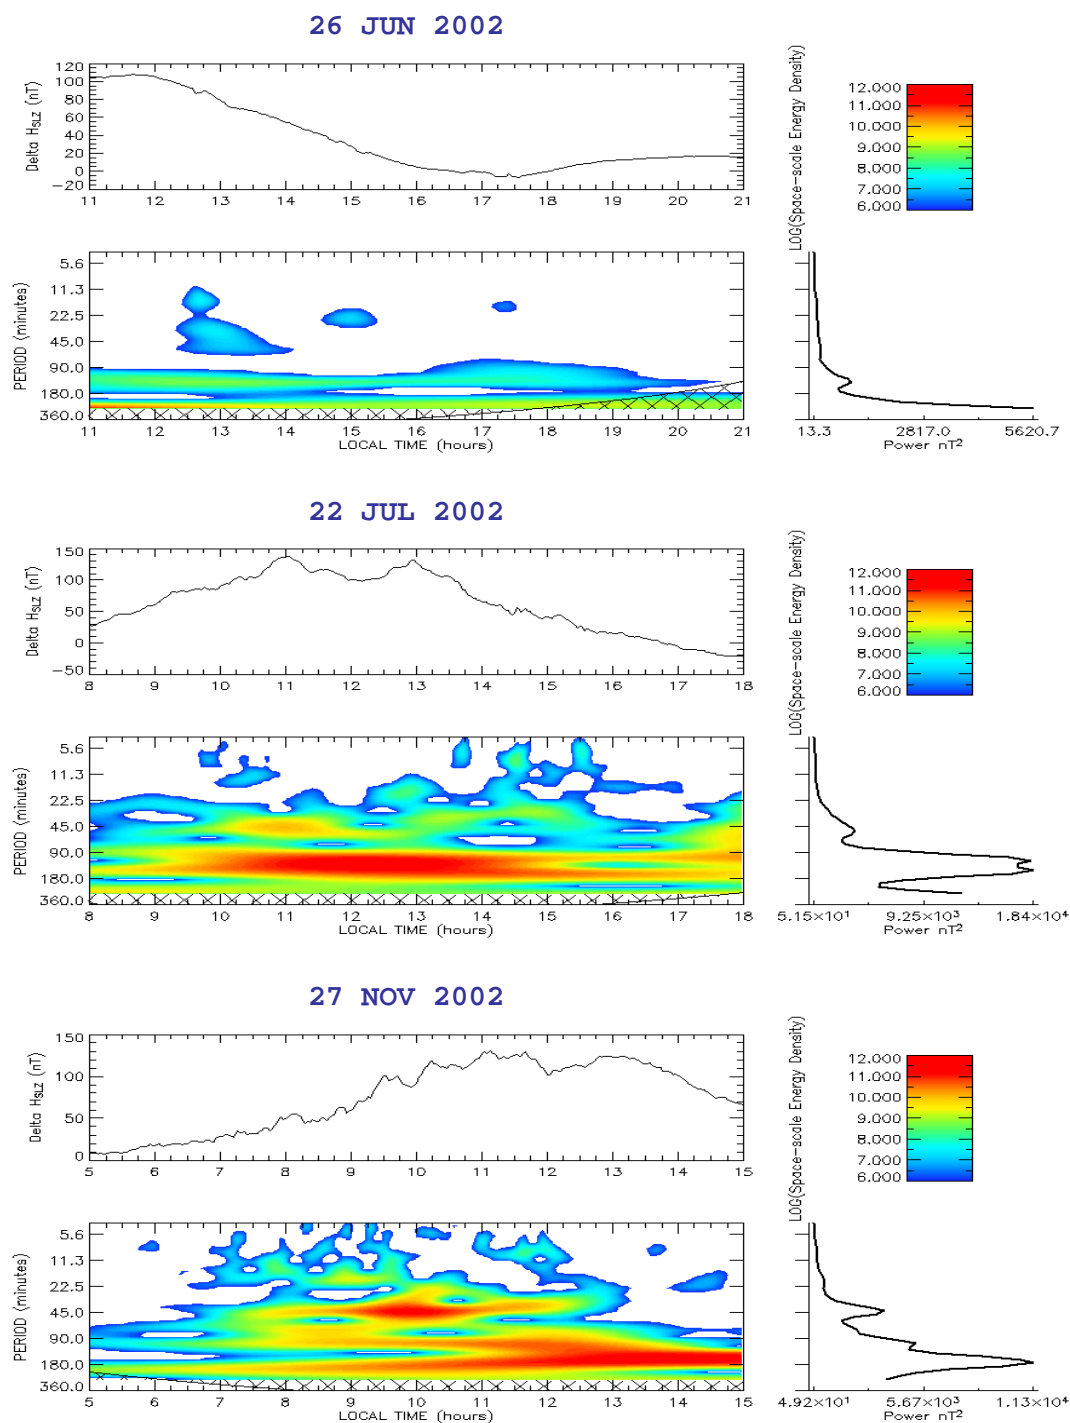 26 JUN 2002
Delta H_SLZ (nT)
120
100
80
60
40
20
0
−20
11 12 13 14 15 16 17 18 19 20 21
PERIOD (minutes)
5.6
11.3
22.5
45.0
90.0
180.0
360.0
11 12 13 14 15 16 17 18 19 20 21
LOCAL TIME (hours)
LOG(Space-scale Energy Density)
12.000
11.000
10.000
9.000
8.000
7.000
6.000
13.3 2817.0 5620.7
Power nT²
22 JUL 2002
Delta H_SLZ (nT)
150
100
50
0
−50
8 9 10 11 12 13 14 15 16 17 18
PERIOD (minutes)
5.6
11.3
22.5
45.0
90.0
180.0
360.0
8 9 10 11 12 13 14 15 16 17 18
LOCAL TIME (hours)
LOG(Space-scale Energy Density)
12.000
11.000
10.000
9.000
8.000
7.000
6.000
5.15×10¹ 9.25×10³ 1.84×10⁴
Power nT²
27 NOV 2002
Delta H_SLZ (nT)
150
100
50
0
5 6 7 8 9 10 11 12 13 14 15
PERIOD (minutes)
5.6
11.3
22.5
45.0
90.0
180.0
360.0
5 6 7 8 9 10 11 12 13 14 15
LOCAL TIME (hours)
LOG(Space-scale Energy Density)
12.000
11.000
10.000
9.000
8.000
7.000
6.000
4.92×10¹ 5.67×10³ 1.13×10⁴
Power nT²